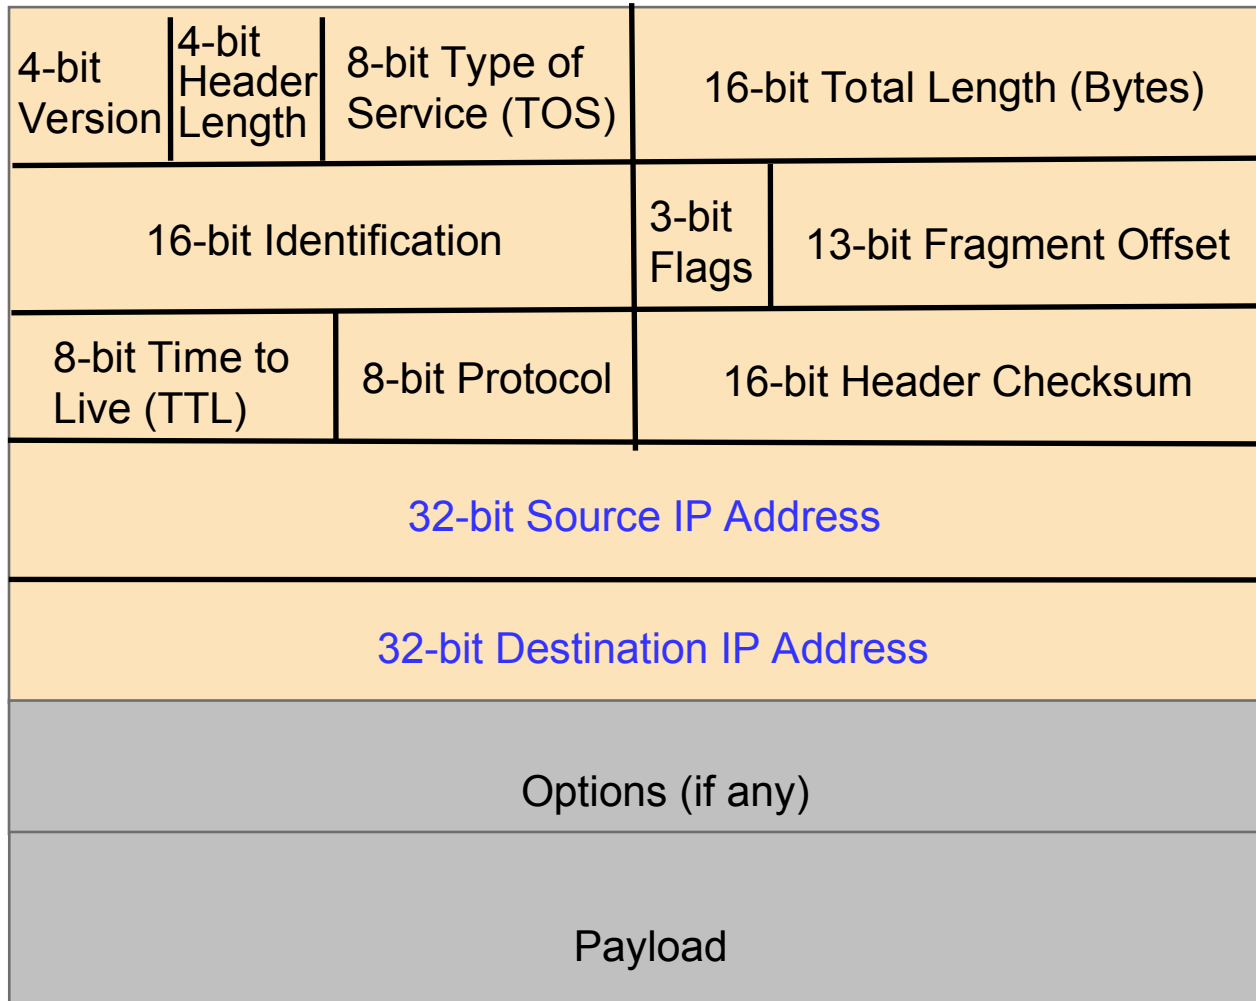 4-bit
Version
4-bit
Header
Length
8-bit Type of
Service (TOS)
16-bit Total Length (Bytes)
16-bit Identification
3-bit
Flags
13-bit Fragment Offset
8-bit Time to
Live (TTL)
8-bit Protocol
16-bit Header Checksum
32-bit Source IP Address
32-bit Destination IP Address
Options (if any)
Payload